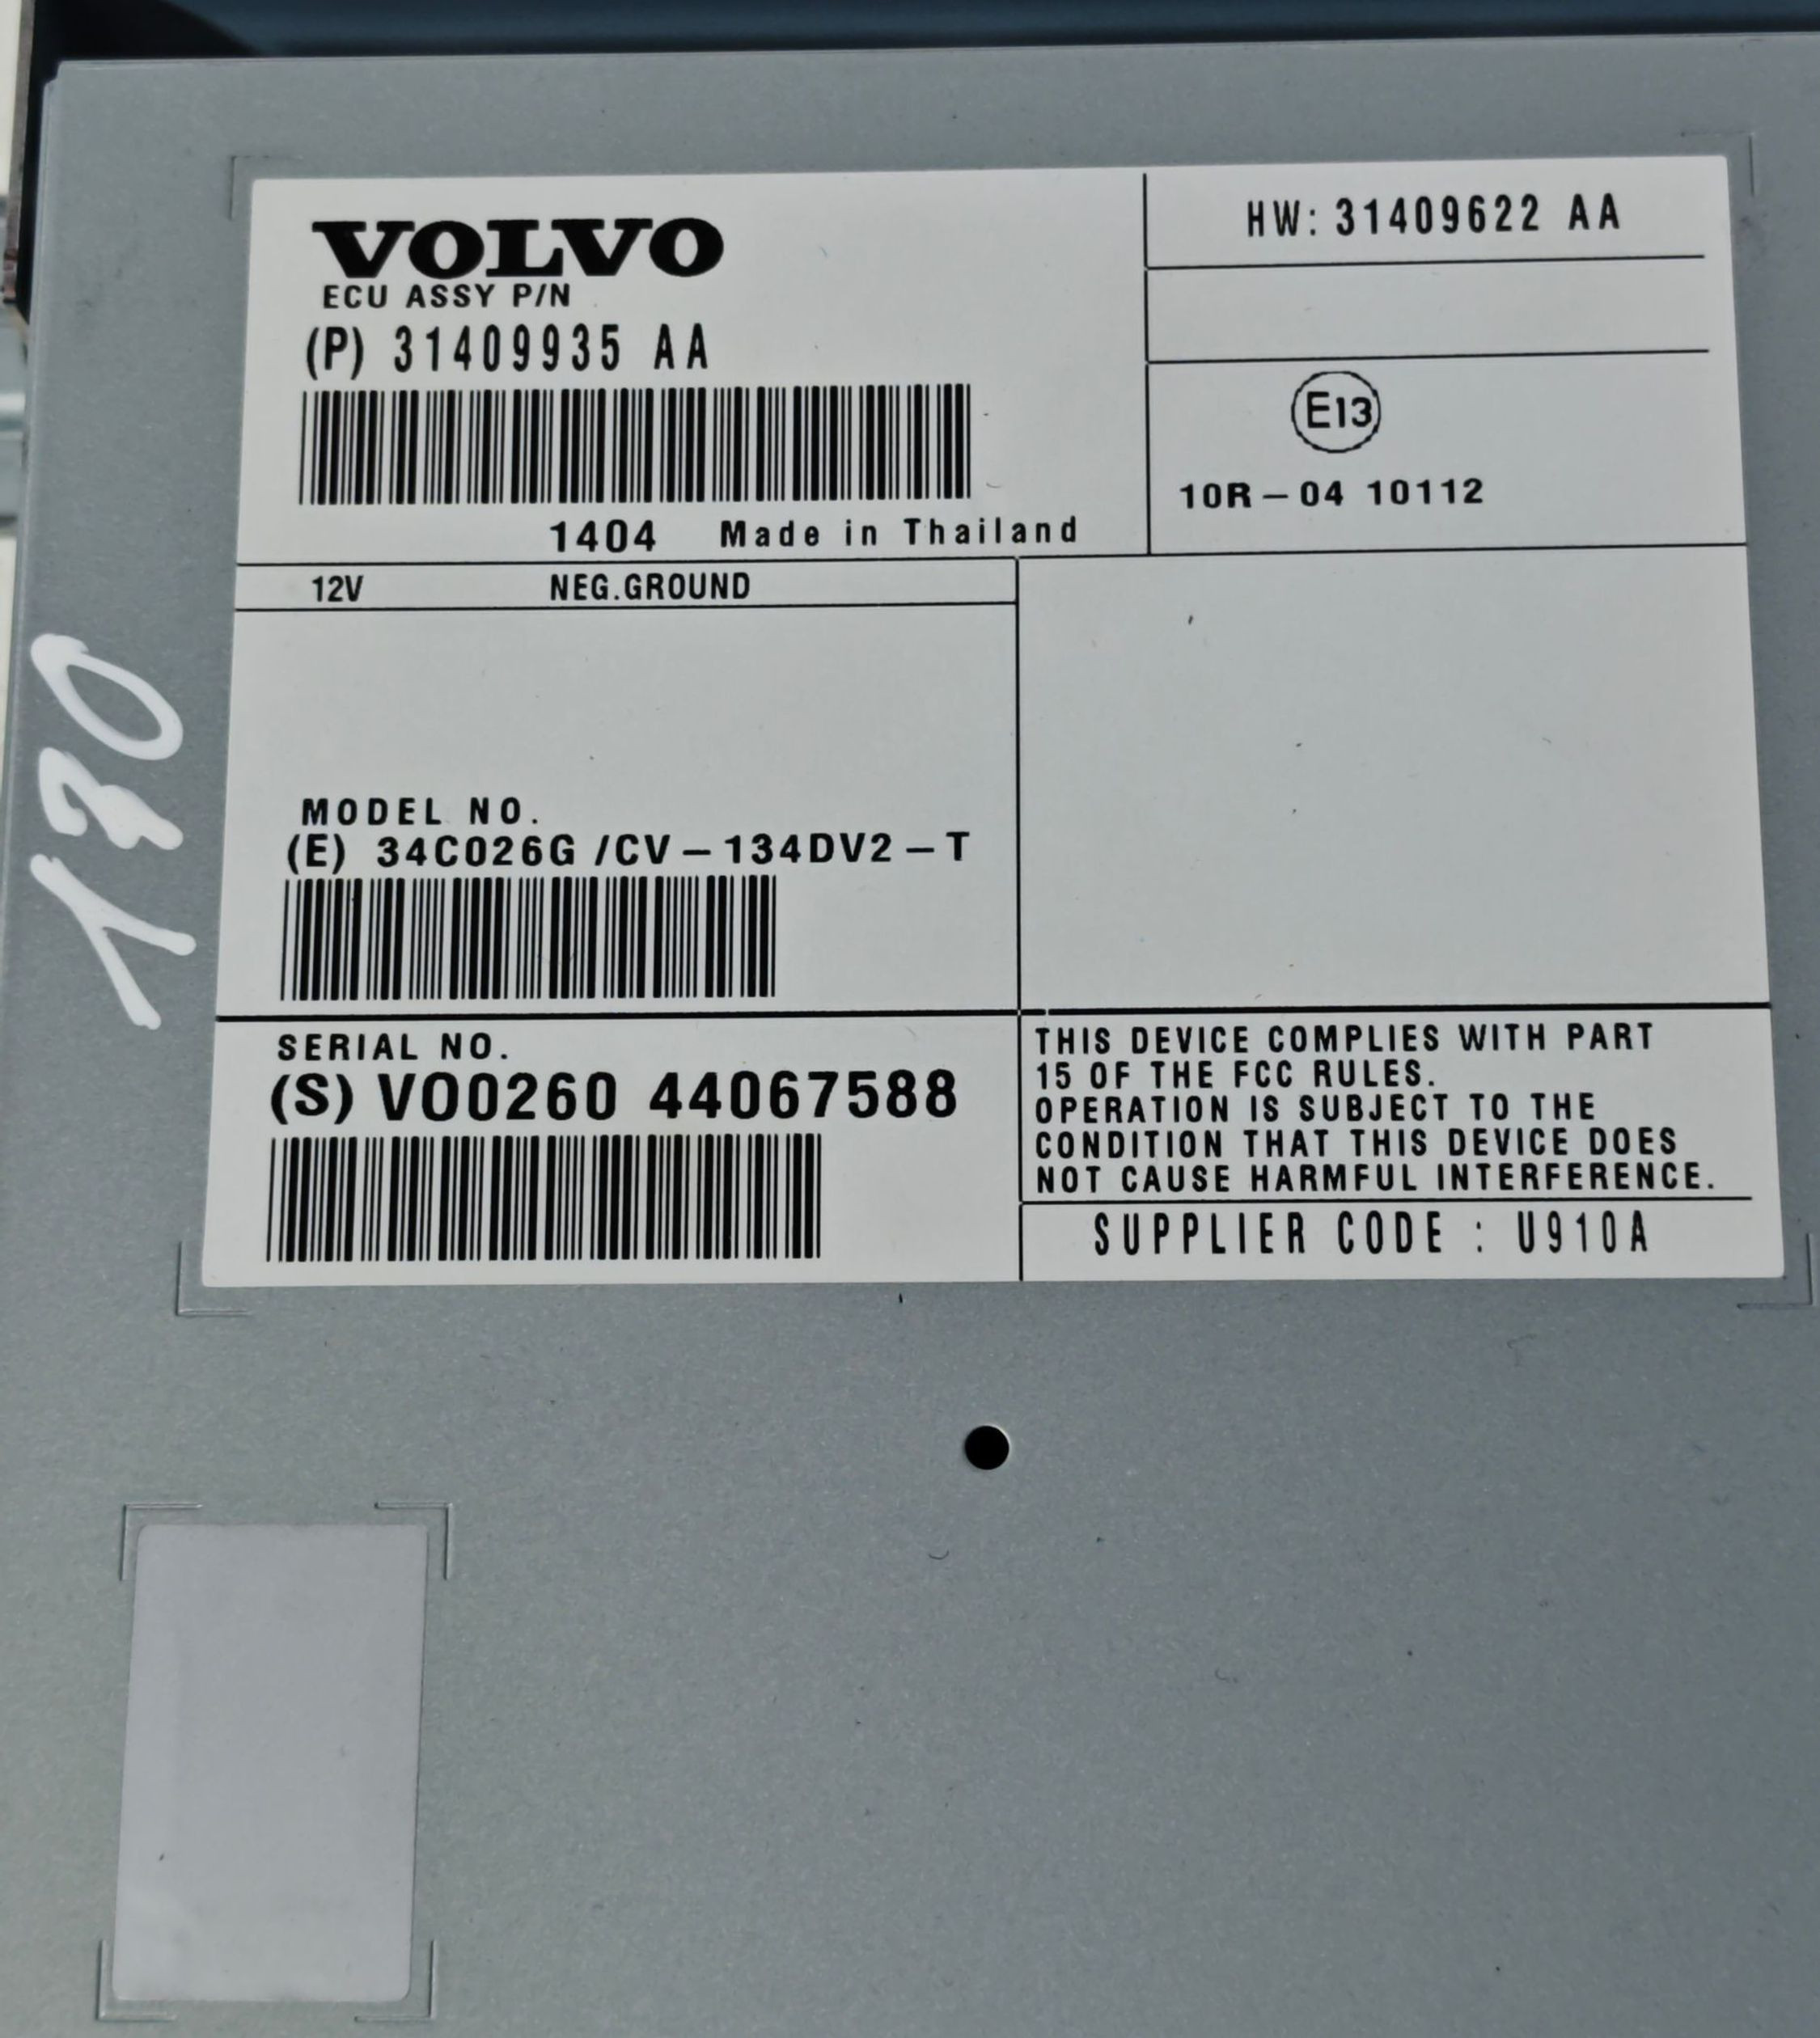 VOLVO
ECU ASSY P/N
(P) 31409935 AA
1404 Made in Thailand
HW: 31409622 AA
E13
10R-04 10112
12V NEG.GROUND
MODEL NO.
(E) 34C026G /CV-134DV2-T
SERIAL NO.
(S) VO0260 44067588
THIS DEVICE COMPLIES WITH PART
15 OF THE FCC RULES.
OPERATION IS SUBJECT TO THE
CONDITION THAT THIS DEVICE DOES
NOT CAUSE HARMFUL INTERFERENCE.
SUPPLIER CODE : U910A